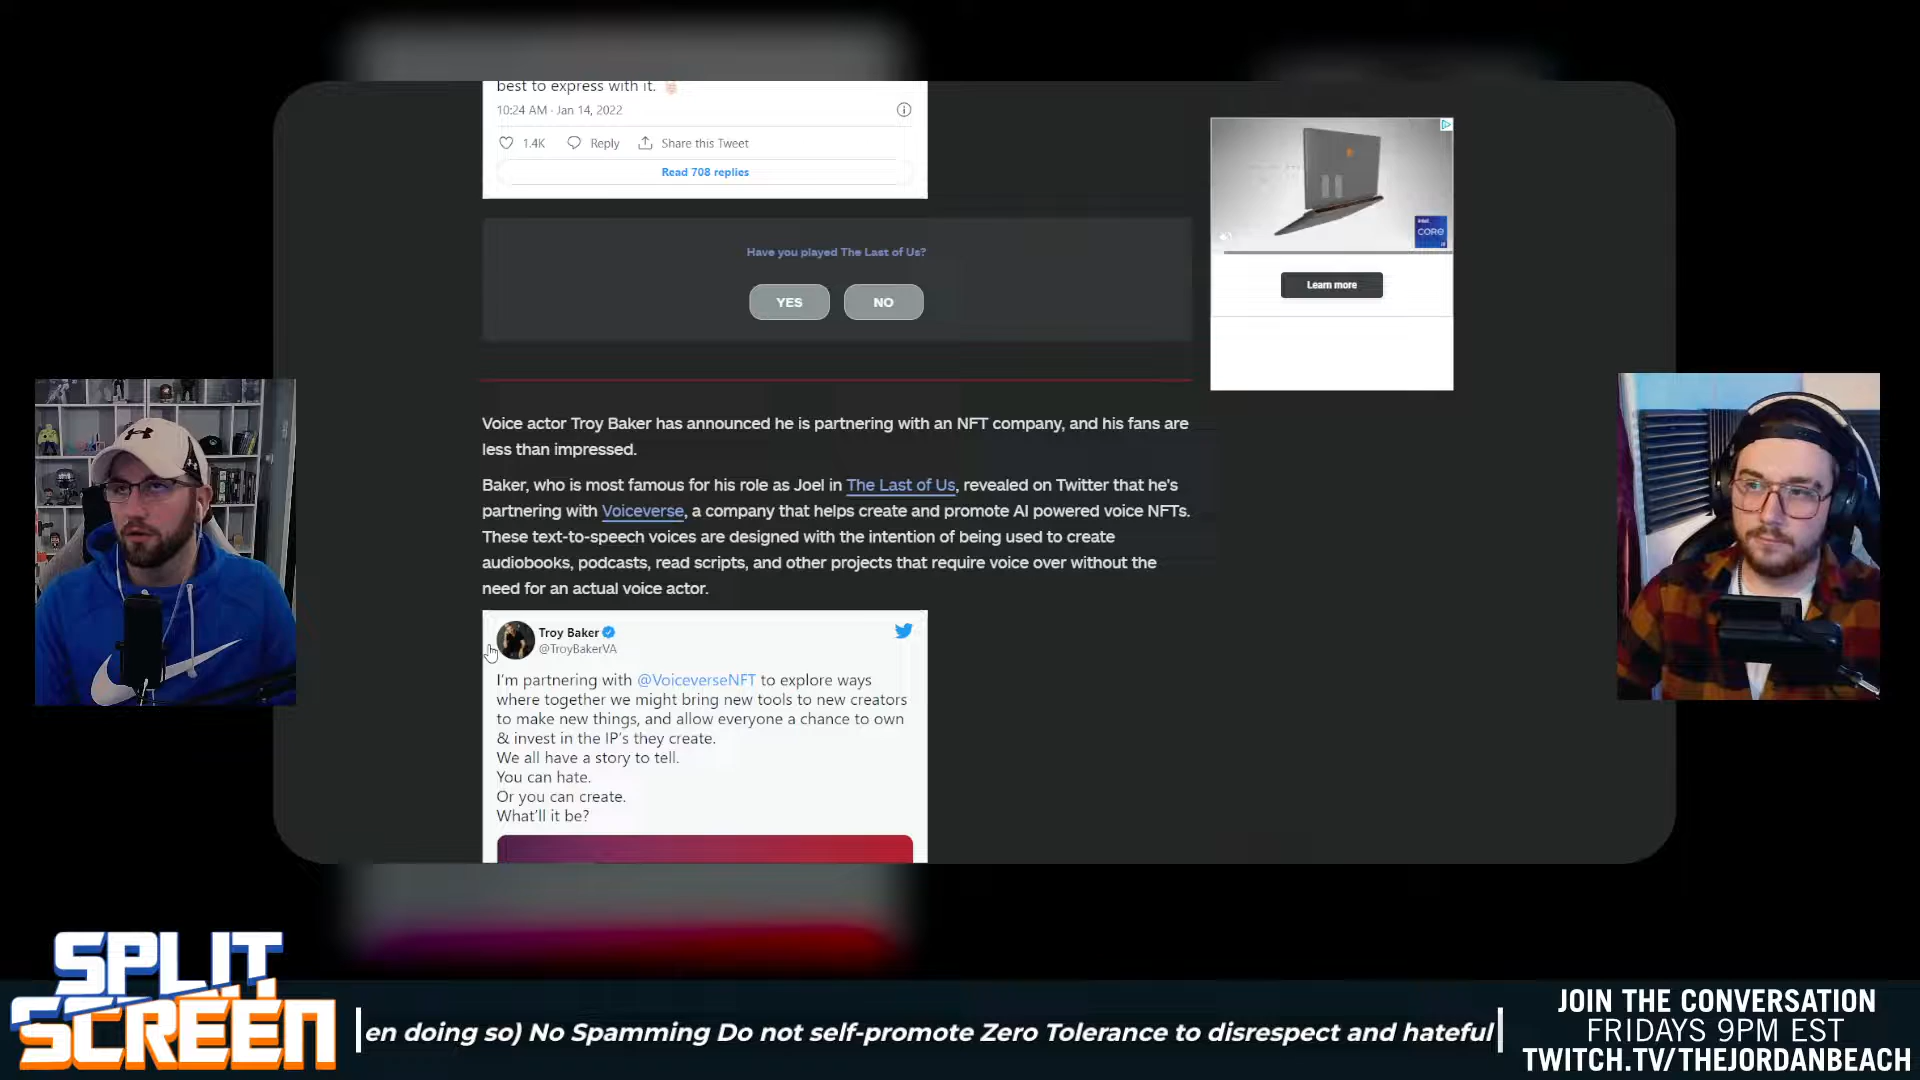 best to express with it.
10:24 AM · Jan 14, 2022
1.4K Reply Share this Tweet
Read 708 replies
Have you played The Last of Us?
YES NO
intel
CORE
Learn more
Voice actor Troy Baker has announced he is partnering with an NFT company, and his fans are
less than impressed.
Baker, who is most famous for his role as Joel in The Last of Us, revealed on Twitter that he's
partnering with Voiceverse, a company that helps create and promote AI powered voice NFTs.
These text-to-speech voices are designed with the intention of being used to create
audiobooks, podcasts, read scripts, and other projects that require voice over without the
need for an actual voice actor.
Troy Baker
@TroyBakerVA
I'm partnering with @VoiceverseNFT to explore ways
where together we might bring new tools to new creators
to make new things, and allow everyone a chance to own
& invest in the IP's they create.
We all have a story to tell.
You can hate.
Or you can create.
What'll it be?
SPLIT
SCREEN
en doing so) No Spamming Do not self-promote Zero Tolerance to disrespect and hateful
JOIN THE CONVERSATION
FRIDAYS 9PM EST
TWITCH.TV/THEJORDANBEACH